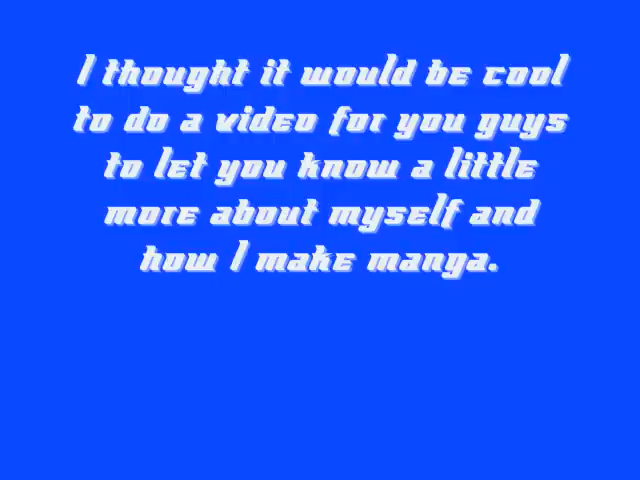 I thought it would be cool
to do a video for you guys
to let you know a little
more about myself and
how I make manga.